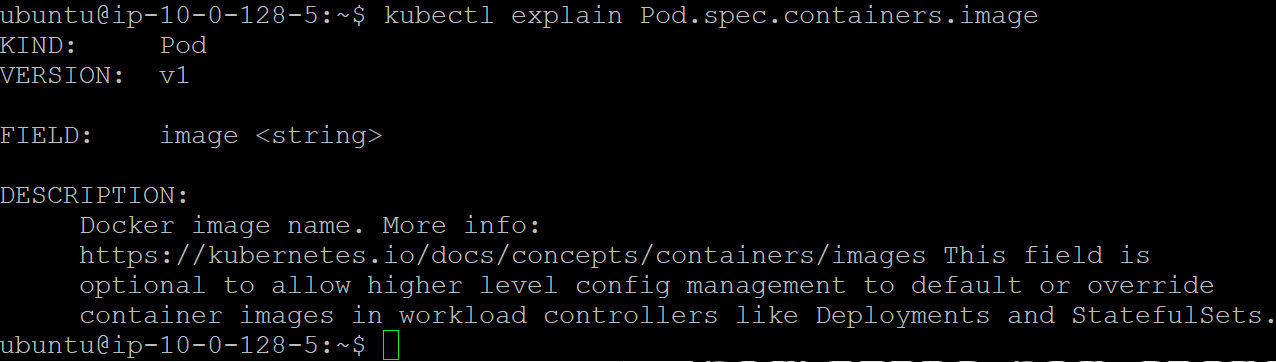 ubuntu@ip-10-0-128-5:~$ kubectl explain Pod.spec.containers.image
KIND:     Pod
VERSION:  v1
FIELD:    image <string>
DESCRIPTION:
     Docker image name. More info:
     https://kubernetes.io/docs/concepts/containers/images This field is
     optional to allow higher level config management to default or override
     container images in workload controllers like Deployments and StatefulSets.
ubuntu@ip-10-0-128-5:~$